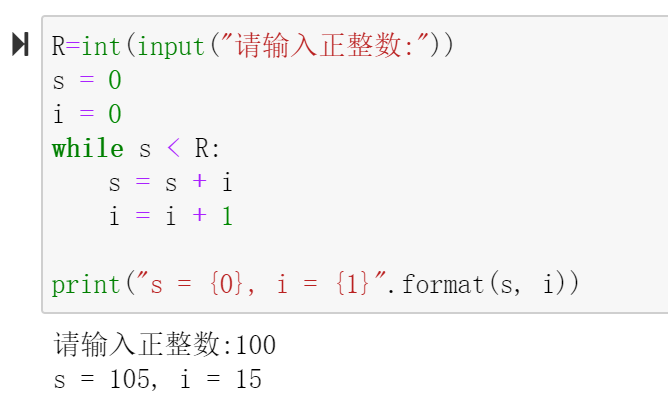 R=int(input("请输入正整数:"))
s = 0
i = 0
while s < R:
    s = s + i
    i = i + 1
print("s = {0}, i = {1}".format(s, i))
请输入正整数:100
s = 105, i = 15